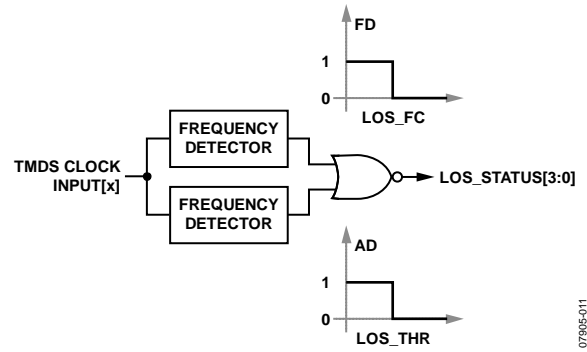 FD
1
0
LOS_FC
FREQUENCY
DETECTOR
TMDS CLOCK
INPUT[x]
LOS_STATUS[3:0]
FREQUENCY
DETECTOR
AD
1
0
LOS_THR
07905-011